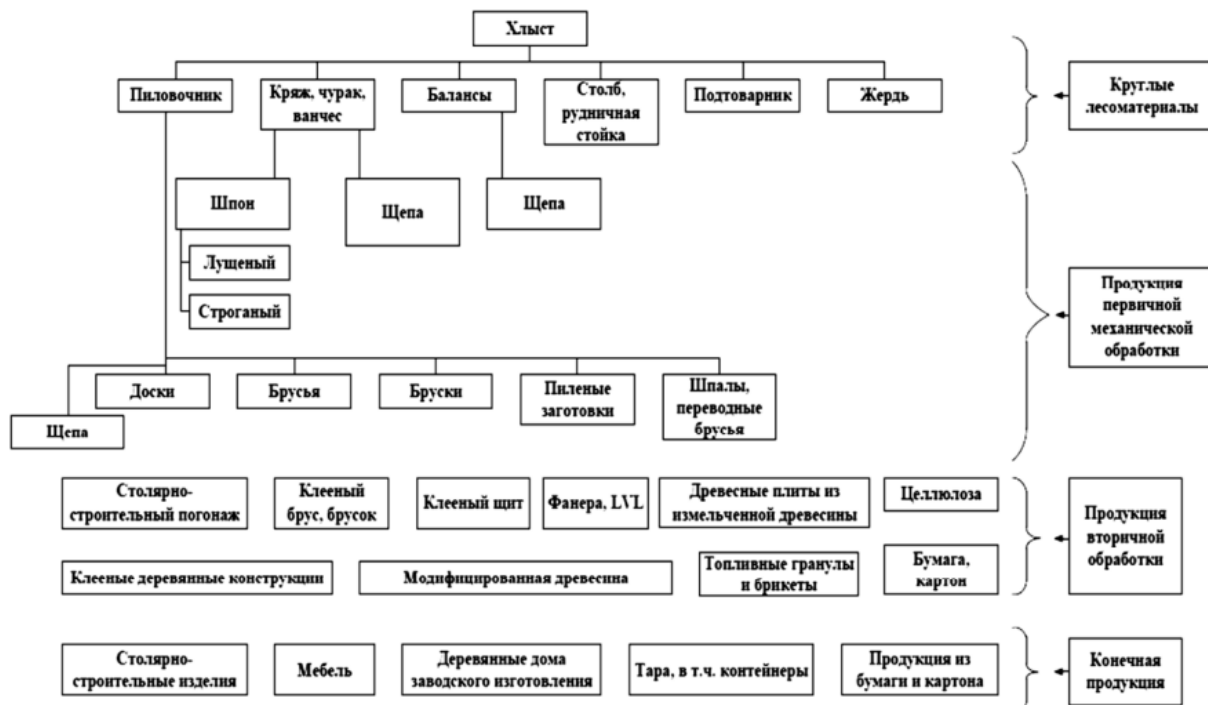 Хлыст
Пиловочник
Кряж, чурак,
ванчес
Балансы
Столб,
рудничная
стойка
Подтоварник
Жердь
Круглые
лесоматериалы
Шпон
Щепа
Щепа
Лущеный
Строганый
Продукция
первичной
механической
обработки
Доски
Брусья
Бруски
Пиленые
заготовки
Шпалы,
переводные
брусья
Щепа
Столярно-
строительный погонаж
Клееный
брус, брусок
Клееный щит
Фанера, LVL
Древесные плиты из
измельченной древесины
Целлюлоза
Продукция
вторичной
обработки
Клееные деревянные конструкции
Модифицированная древесина
Топливные гранулы
и брикеты
Бумага,
картон
Столярно-
строительные изделия
Мебель
Деревянные дома
заводского изготовления
Тара, в т.ч. контейнеры
Продукция из
бумаги и картона
Конечная
продукция